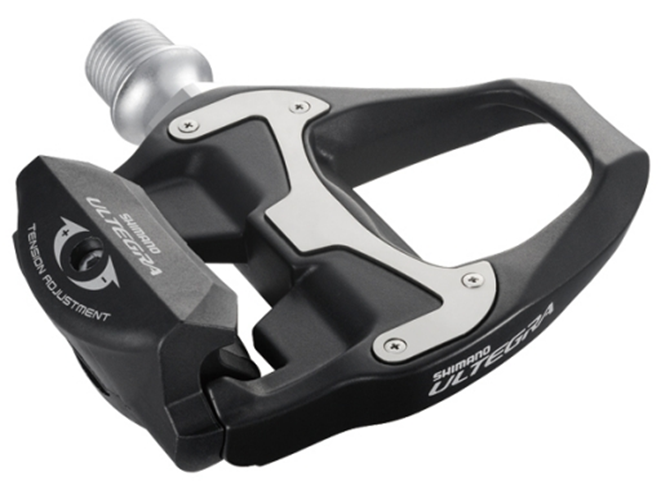 SHIMANO
ULTEGRA
+
-
TENSION ADJUSTMENT
SHIMANO
ULTEGRA